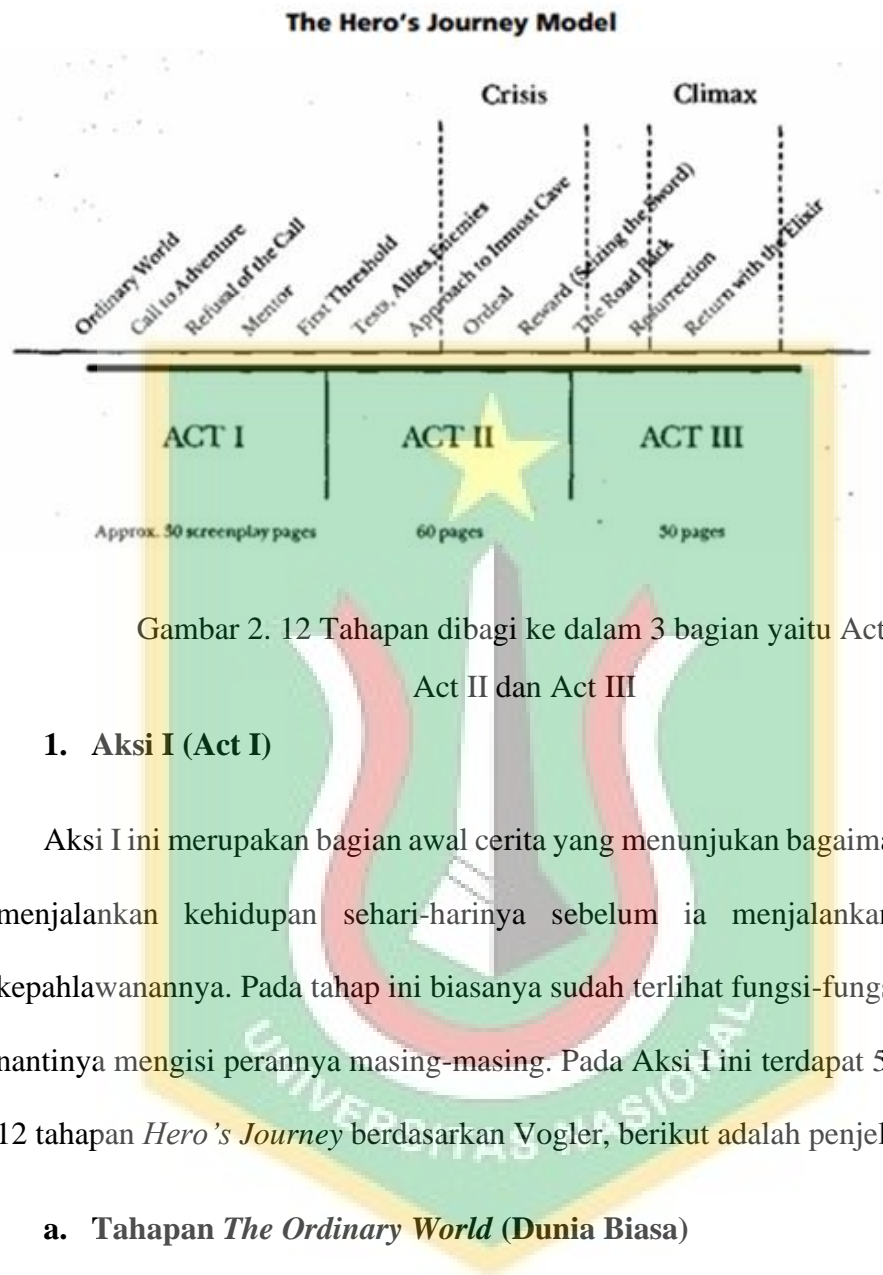 The Hero's Journey Model
Crisis
Climax
Ordinary World
Call to Adventure
Refusal of the Call
Mentor
First Threshold
Tests, Allies, Enemies
Approach to Inmost Cave
Ordeal
Reward (Seizing the Sword)
The Road Back
Resurrection
Return with the Elixir
ACT I
ACT II
ACT III
Approx. 30 screenplay pages
60 pages
30 pages
Gambar 2. 12 Tahapan dibagi ke dalam 3 bagian yaitu Act
Act II dan Act III
1. Aksi I (Act I)
Aksi I ini merupakan bagian awal cerita yang menunjukan bagaima
menjalankan kehidupan sehari-harinya sebelum ia menjalankan
kepahlawanannya. Pada tahap ini biasanya sudah terlihat fungsi-fungs
nantinya mengisi perannya masing-masing. Pada Aksi I ini terdapat 5
12 tahapan Hero's Journey berdasarkan Vogler, berikut adalah penjel
a. Tahapan The Ordinary World (Dunia Biasa)
UNIVERSITAS NASIONAL